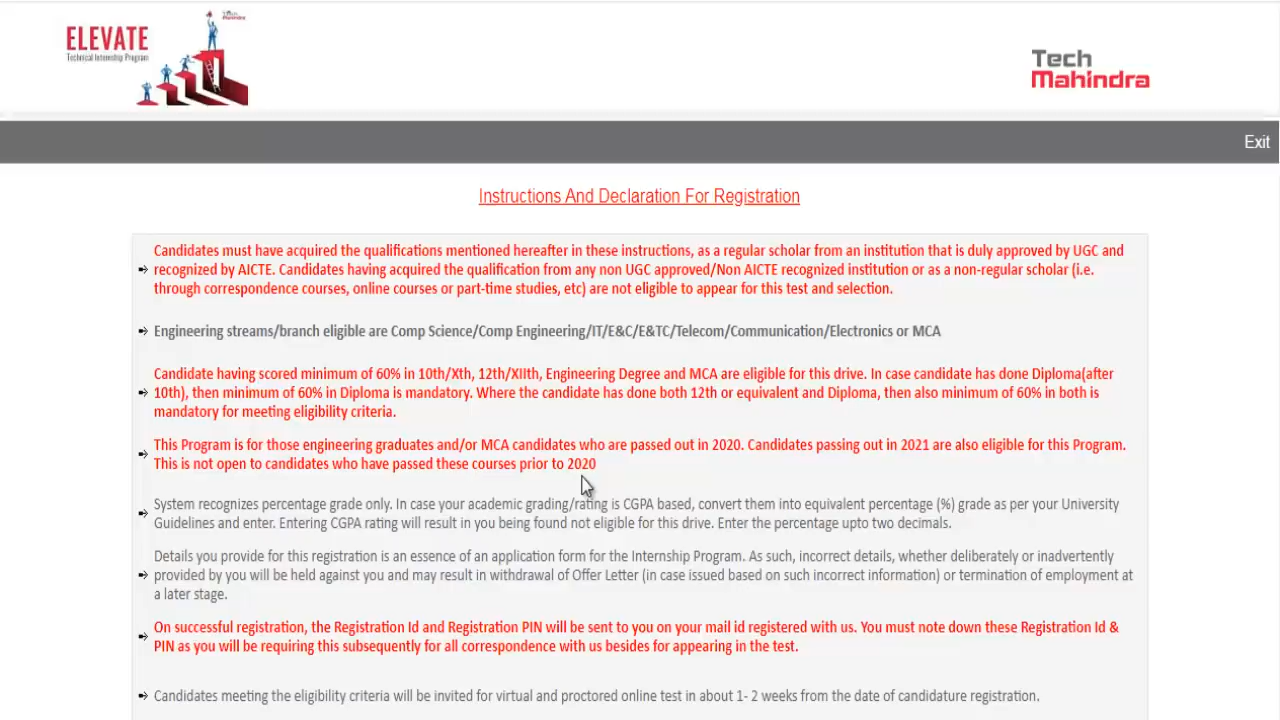 ELEVATE
Technical Internship Program
Tech
Mahindra
Tech
Mahindra
Exit
Instructions And Declaration For Registration
Candidates must have acquired the qualifications mentioned hereafter in these instructions, as a regular scholar from an institution that is duly approved by UGC and
recognized by AICTE. Candidates having acquired the qualification from any non UGC approved/Non AICTE recognized institution or as a non-regular scholar (i.e.
through correspondence courses, online courses or part-time studies, etc) are not eligible to appear for this test and selection.
Engineering streams/branch eligible are Comp Science/Comp Engineering/IT/E&C/E&TC/Telecom/Communication/Electronics or MCA
Candidate having scored minimum of 60% in 10th/Xth, 12th/XIIth, Engineering Degree and MCA are eligible for this drive. In case candidate has done Diploma(after
10th), then minimum of 60% in Diploma is mandatory. Where the candidate has done both 12th or equivalent and Diploma, then also minimum of 60% in both is
mandatory for meeting eligibility criteria.
This Program is for those engineering graduates and/or MCA candidates who are passed out in 2020. Candidates passing out in 2021 are also eligible for this Program.
This is not open to candidates who have passed these courses prior to 2020
System recognizes percentage grade only. In case your academic grading/rating is CGPA based, convert them into equivalent percentage (%) grade as per your University
Guidelines and enter. Entering CGPA rating will result in you being found not eligible for this drive. Enter the percentage upto two decimals.
Details you provide for this registration is an essence of an application form for the Internship Program. As such, incorrect details, whether deliberately or inadvertently
provided by you will be held against you and may result in withdrawal of Offer Letter (in case issued based on such incorrect information) or termination of employment at
a later stage.
On successful registration, the Registration Id and Registration PIN will be sent to you on your mail id registered with us. You must note down these Registration Id &
PIN as you will be requiring this subsequently for all correspondence with us besides for appearing in the test.
Candidates meeting the eligibility criteria will be invited for virtual and proctored online test in about 1- 2 weeks from the date of candidature registration.